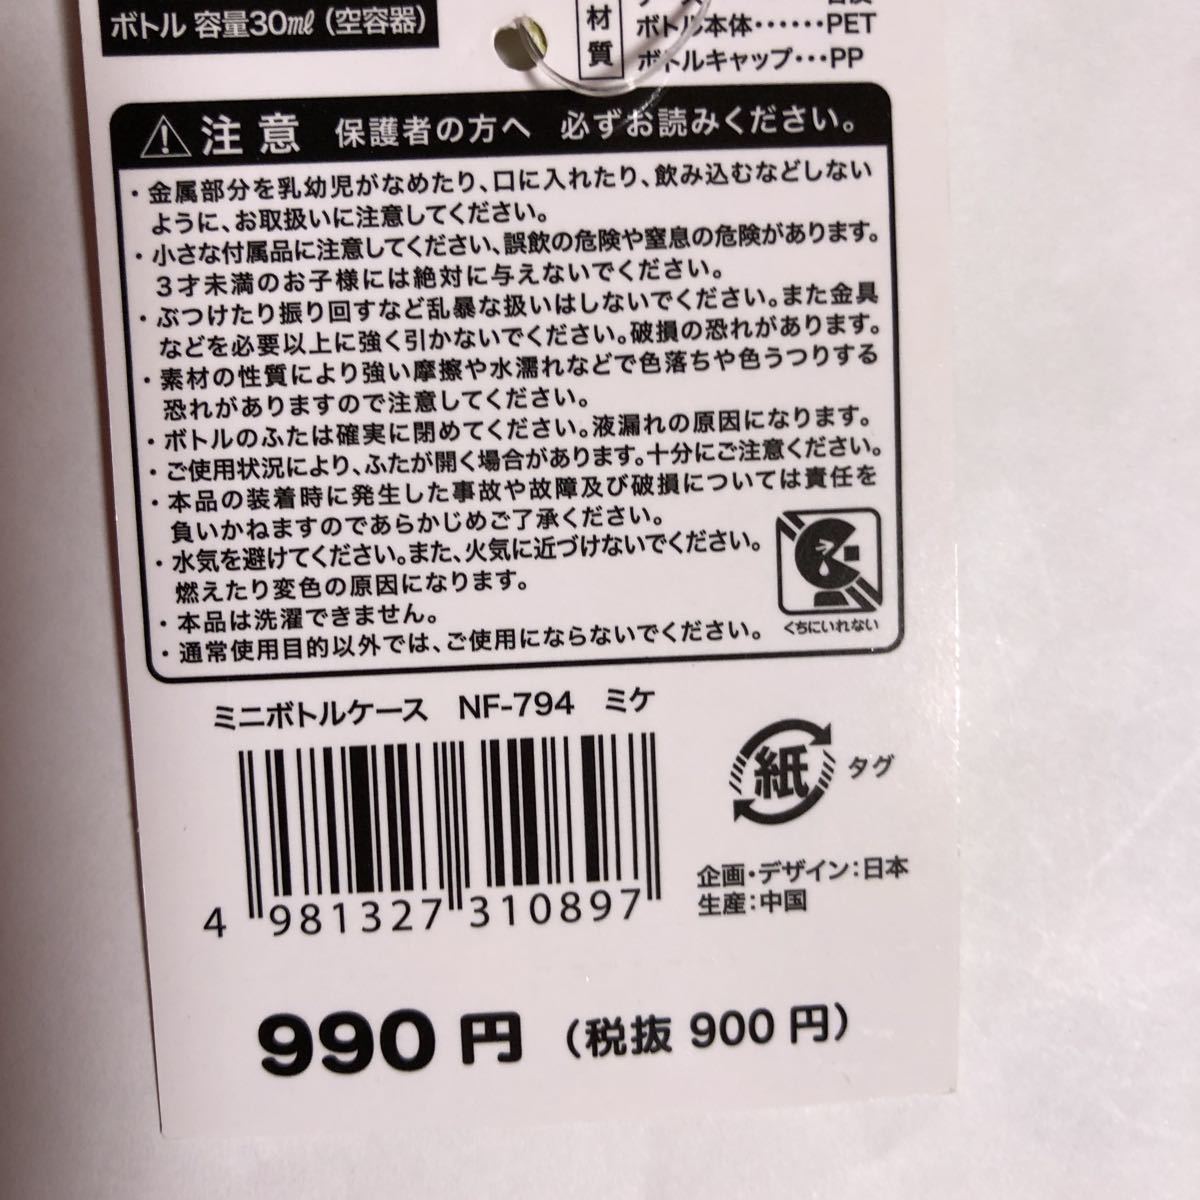 ボトル 容量30㎖(空容器)
材質
ボトル本体……PET
ボトルキャップ…PP
注意 保護者の方へ 必ずお読みください。
・金属部分を乳幼児がなめたり、口に入れたり、飲み込むなどしない
ように、お取扱いに注意してください。
・小さな付属品に注意してください、誤飲の危険や窒息の危険があります。
3才未満のお子様には絶対に与えないでください。
・ぶつけたり振り回すなど乱暴な扱いはしないでください。また金具
などを必要以上に強く引かないでください。破損の恐れがあります。
・素材の性質により強い摩擦や水濡れなどで色落ちや色うつりする
恐れがありますので注意してください。
・ボトルのふたは確実に閉めてください。液漏れの原因になります。
・ご使用状況により、ふたが開く場合があります。十分にご注意ください。
・本品の装着時に発生した事故や故障及び破損については責任を
負いかねますのであらかじめご了承ください。
・水気を避けてください。また、火気に近づけないでください。
燃えたり変色の原因になります。
・本品は洗濯できません。
・通常使用目的以外では、ご使用にならないでください。
くちにいれない
ミニボトルケース NF-794 ミケ
紙 タグ
4 981327 310897
企画・デザイン：日本
生産：中国
990円 (税抜 900円)